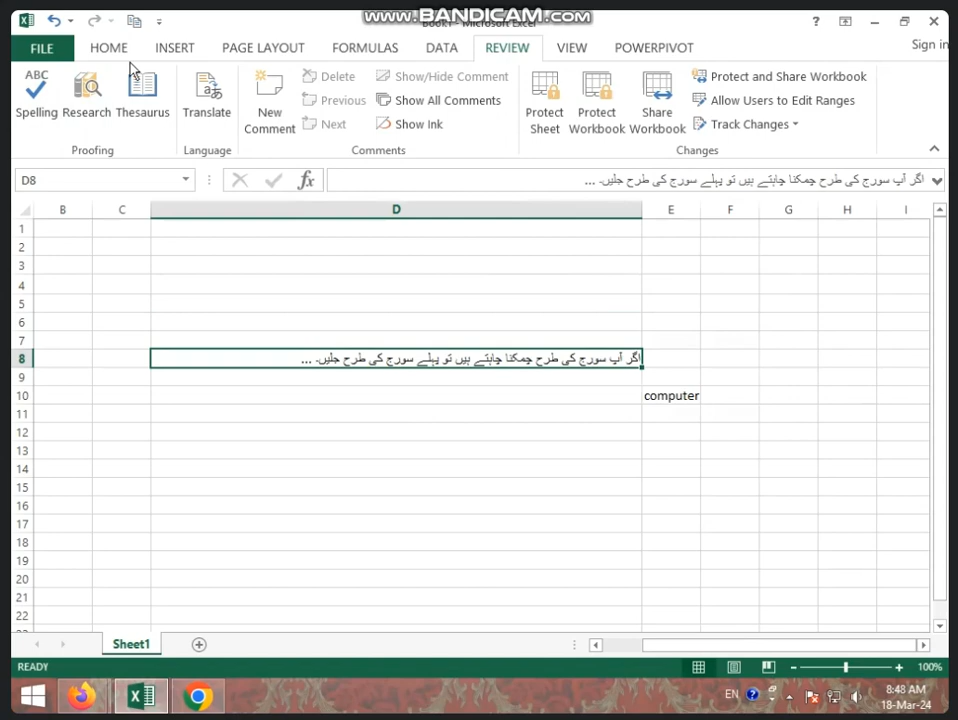 www.BANDICAM.com
Book1 - Microsoft Excel
Sign in
FILE HOME INSERT PAGE LAYOUT FORMULAS DATA REVIEW VIEW POWERPIVOT
ABC
Spelling Research Thesaurus Translate New Comment Delete Previous Next Show/Hide Comment Show All Comments Show Ink Protect Sheet Protect Workbook Share Workbook Protect and Share Workbook Allow Users to Edit Ranges Track Changes
Proofing Language Comments Changes
D8 fx اگر آپ سورج کی طرح چمکنا چاہتے ہیں تو پہلے سورج کی طرح جلیں۔ ...
B C D E F G H I
1
2
3
4
5
6
7
8 اگر آپ سورج کی طرح چمکنا چاہتے ہیں تو پہلے سورج کی طرح جلیں۔ ...
9
10 computer
11
12
13
14
15
16
17
18
19
20
21
22
Sheet1
READY 100%
EN 8:48 AM
18-Mar-24